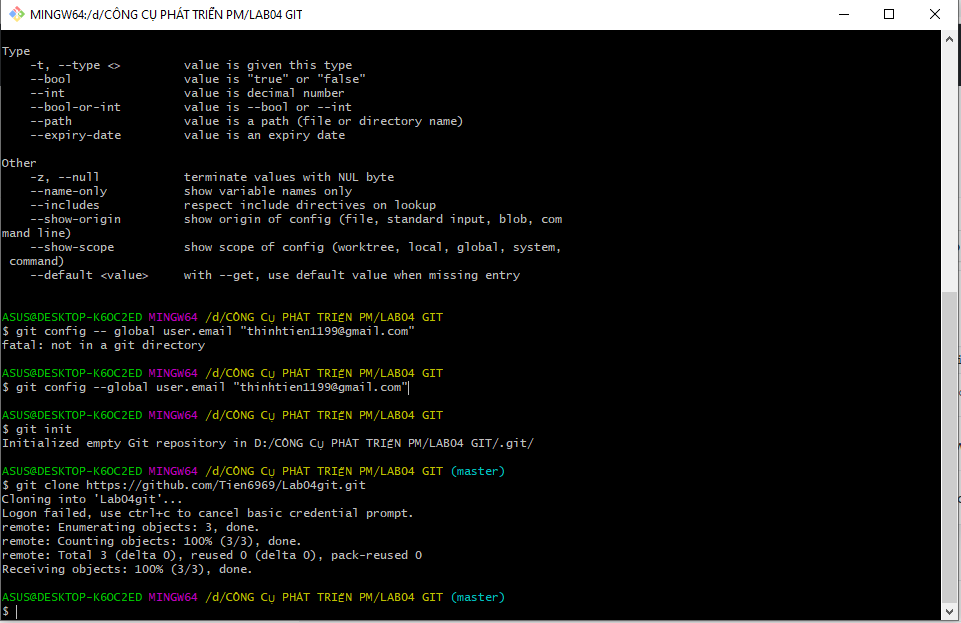 MINGW64:/d/CÔNG CỤ PHÁT TRIỂN PM/LAB04 GIT
Type
-t, --type <> value is given this type
--bool value is "true" or "false"
--int value is decimal number
--bool-or-int value is --bool or --int
--path value is a path (file or directory name)
--expiry-date value is an expiry date
Other
-z, --null terminate values with NUL byte
--name-only show variable names only
--includes respect include directives on lookup
--show-origin show origin of config (file, standard input, blob, com
mand line)
--show-scope show scope of config (worktree, local, global, system,
command)
--default <value> with --get, use default value when missing entry
ASUS@DESKTOP-K6OC2ED MINGW64 /d/CÔNG CỤ PHÁT TRIỂN PM/LAB04 GIT
$ git config -- global user.email "thinhtien1199@gmail.com"
fatal: not in a git directory
ASUS@DESKTOP-K6OC2ED MINGW64 /d/CÔNG CỤ PHÁT TRIỂN PM/LAB04 GIT
$ git config --global user.email "thinhtien1199@gmail.com"
ASUS@DESKTOP-K6OC2ED MINGW64 /d/CÔNG CỤ PHÁT TRIỂN PM/LAB04 GIT
$ git init
Initialized empty Git repository in D:/CÔNG CỤ PHÁT TRIỂN PM/LAB04 GIT/.git/
ASUS@DESKTOP-K6OC2ED MINGW64 /d/CÔNG CỤ PHÁT TRIỂN PM/LAB04 GIT (master)
$ git clone https://github.com/Tien6969/Lab04git.git
Cloning into 'Lab04git'...
Logon failed, use ctrl+c to cancel basic credential prompt.
remote: Enumerating objects: 3, done.
remote: Counting objects: 100% (3/3), done.
remote: Total 3 (delta 0), reused 0 (delta 0), pack-reused 0
Receiving objects: 100% (3/3), done.
ASUS@DESKTOP-K6OC2ED MINGW64 /d/CÔNG CỤ PHÁT TRIỂN PM/LAB04 GIT (master)
$